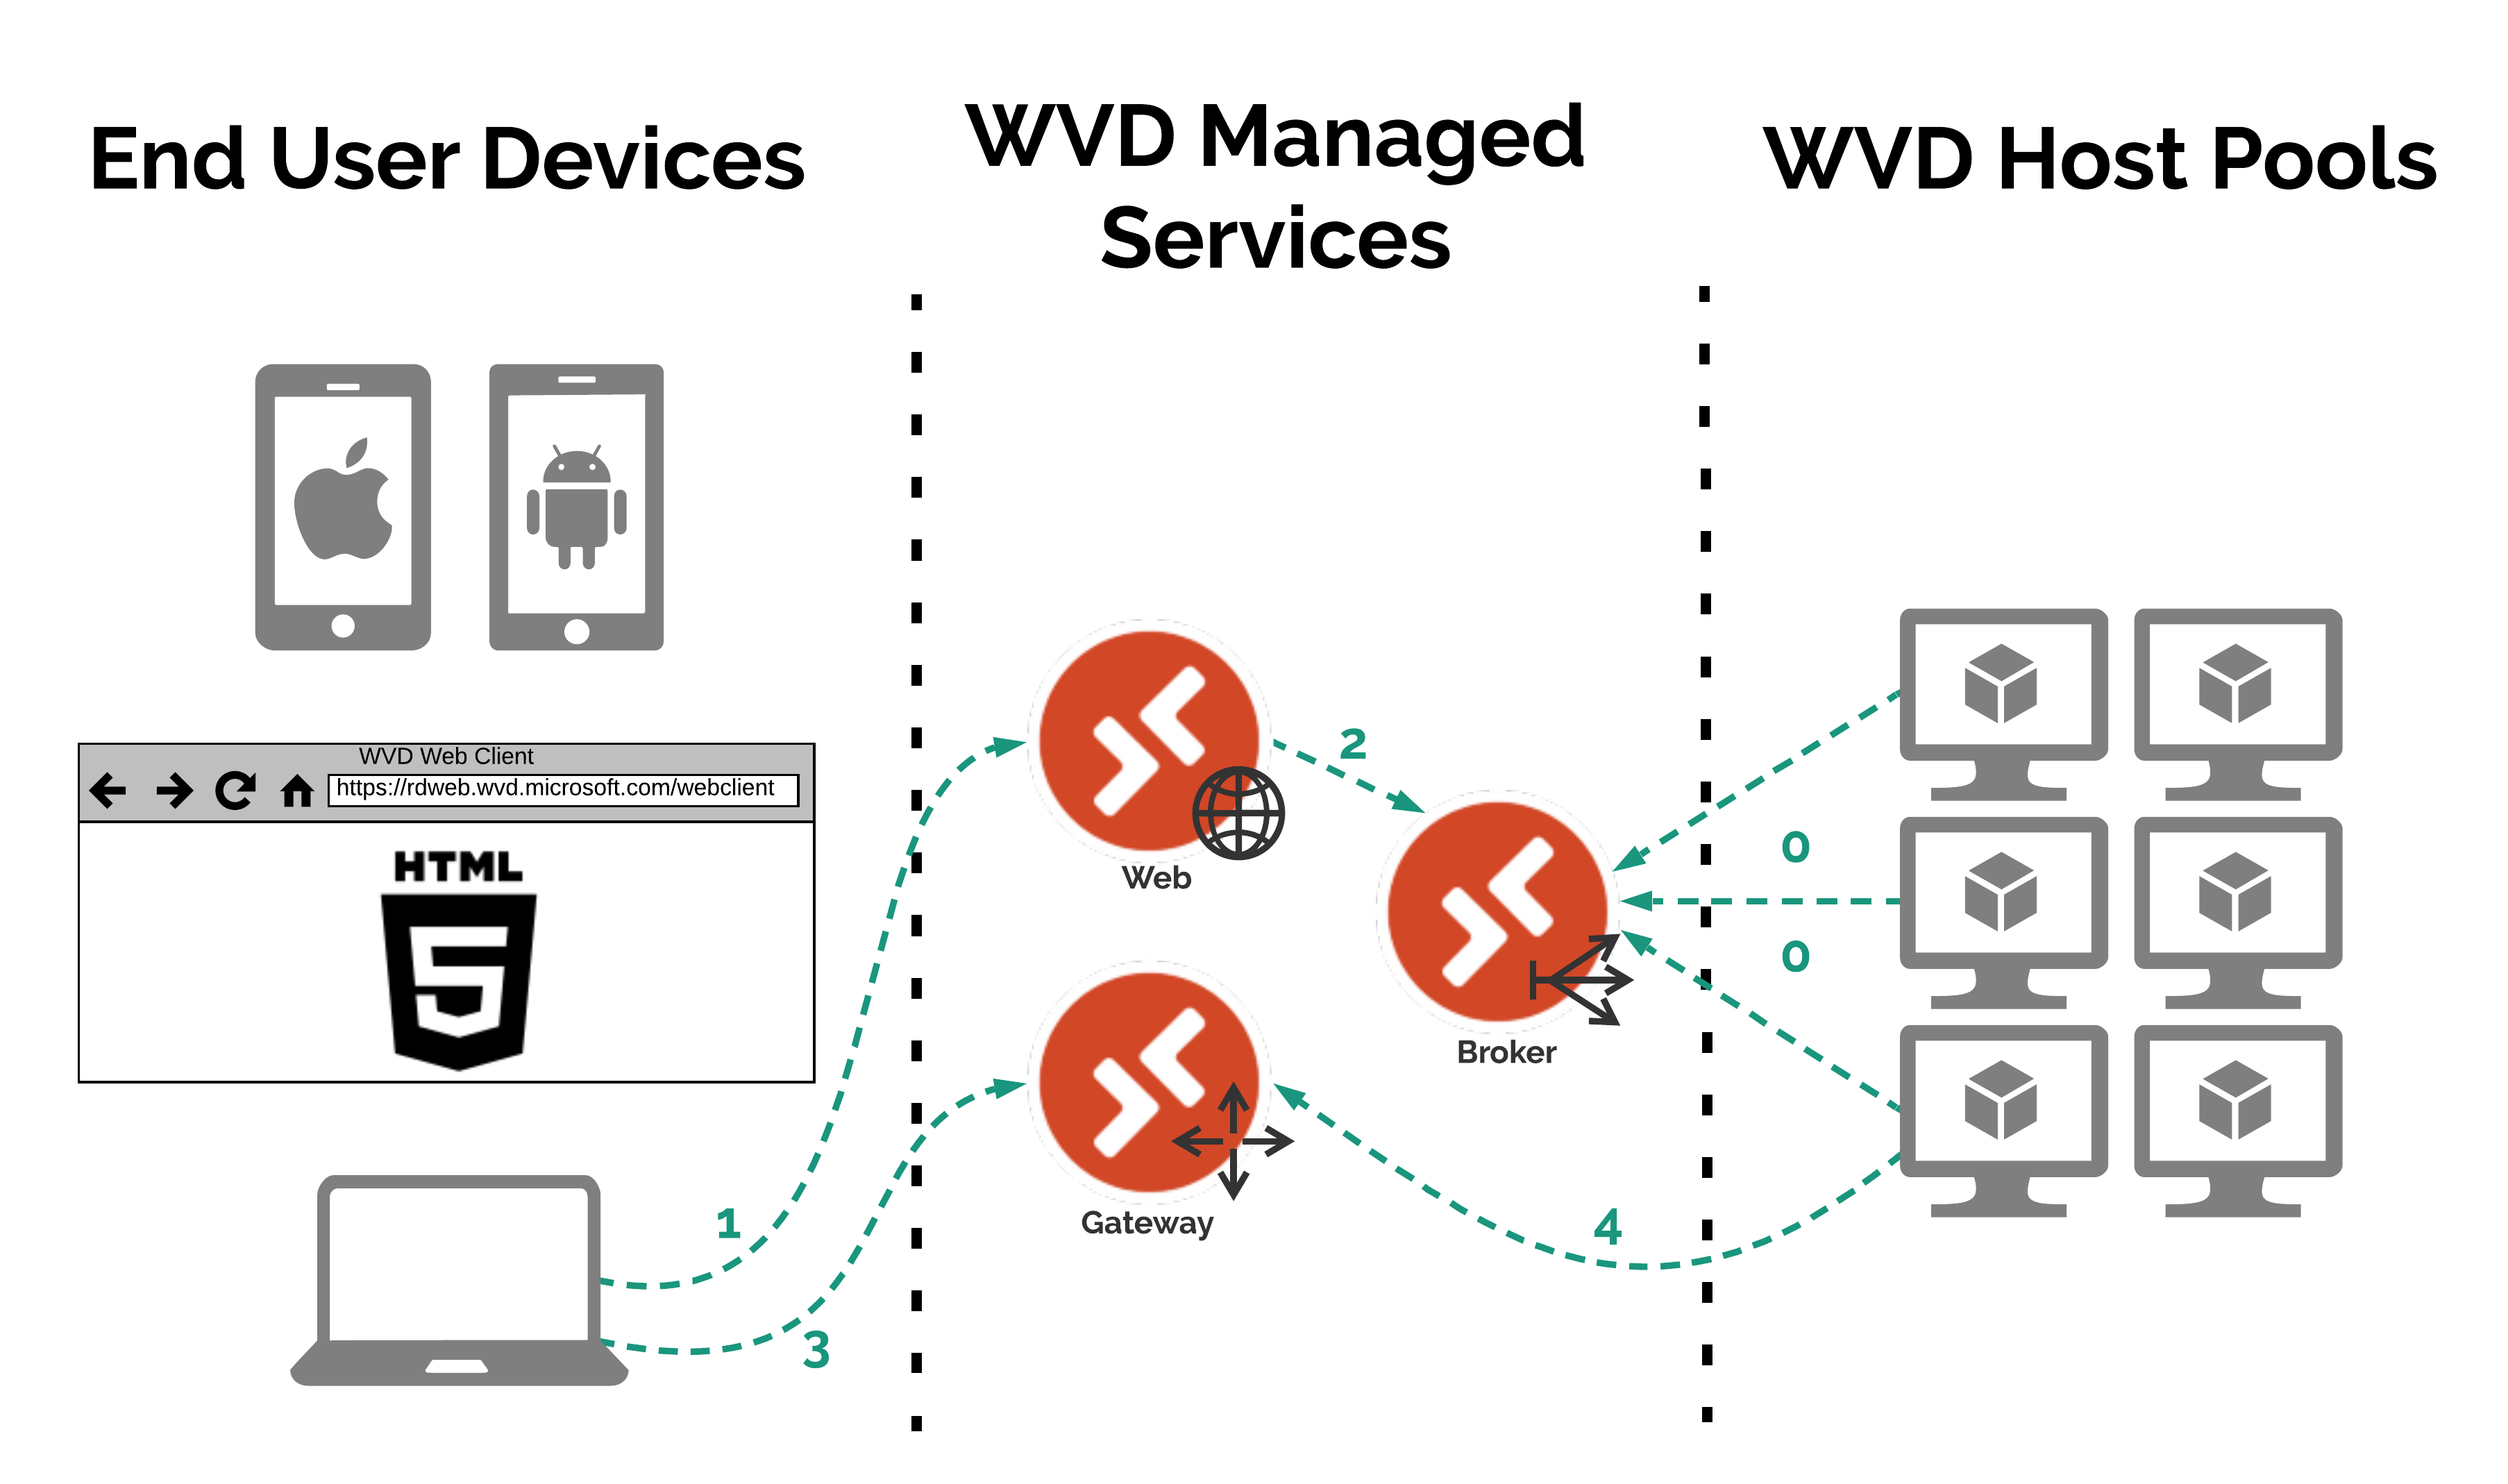 End User Devices
WVD Managed
Services
WVD Host Pools
WVD Web Client
https://rdweb.wvd.microsoft.com/webclient
HTML
5
Web
2
Broker
0
0
Gateway
1
3
4